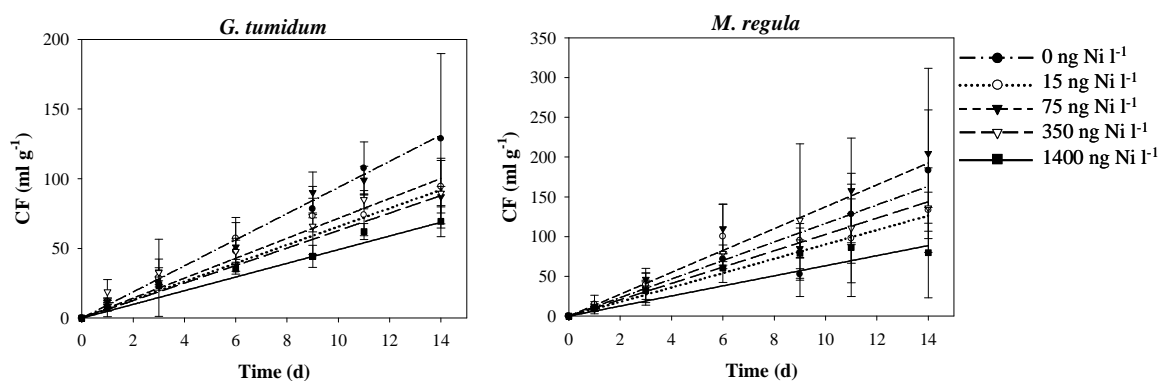 G. tumidum
M. regula
200
150
100
50
0
CF (ml g⁻¹)
0 2 4 6 8 10 12 14
Time (d)
350
300
250
200
150
100
50
0
CF (ml g⁻¹)
0 2 4 6 8 10 12 14
Time (d)
0 ng Ni l⁻¹
15 ng Ni l⁻¹
75 ng Ni l⁻¹
350 ng Ni l⁻¹
1400 ng Ni l⁻¹